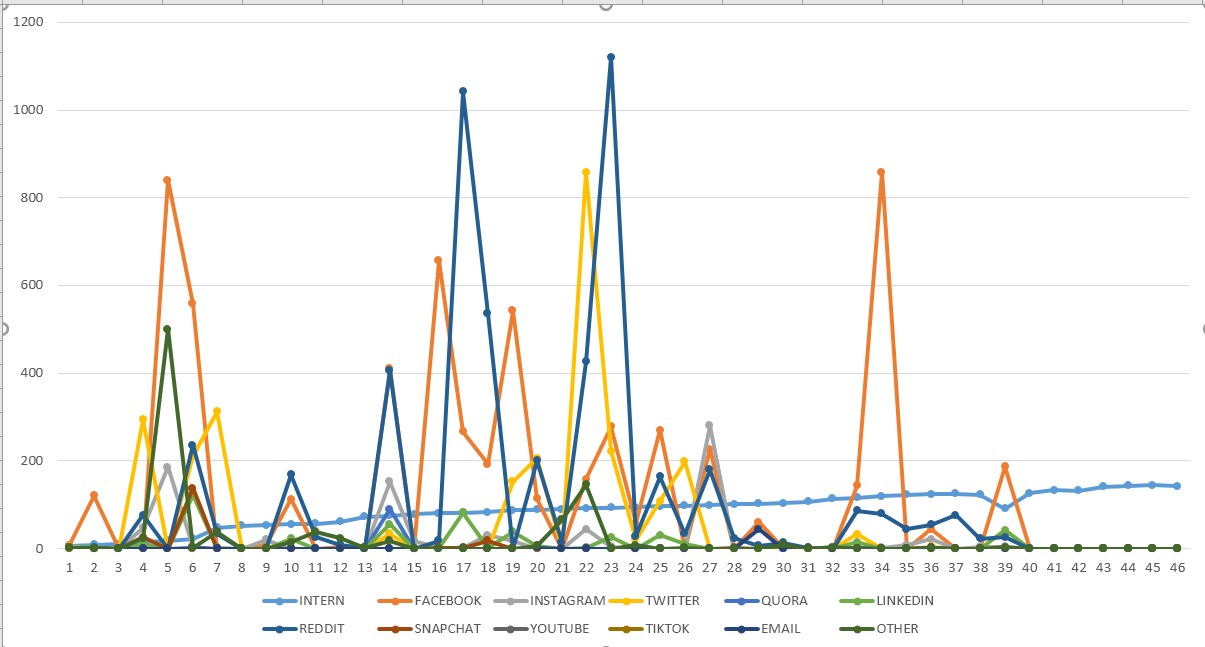 1200
1000
800
600
400
200
0
1 2 3 4 5 6 7 8 9 10 11 12 13 14 15 16 17 18 19 20 21 22 23 24 25 26 27 28 29 30 31 32 33 34 35 36 37 38 39 40 41 42 43 44 45 46
INTERN FACEBOOK INSTAGRAM TWITTER QUORA LINKEDIN
REDDIT SNAPCHAT YOUTUBE TIKTOK EMAIL OTHER